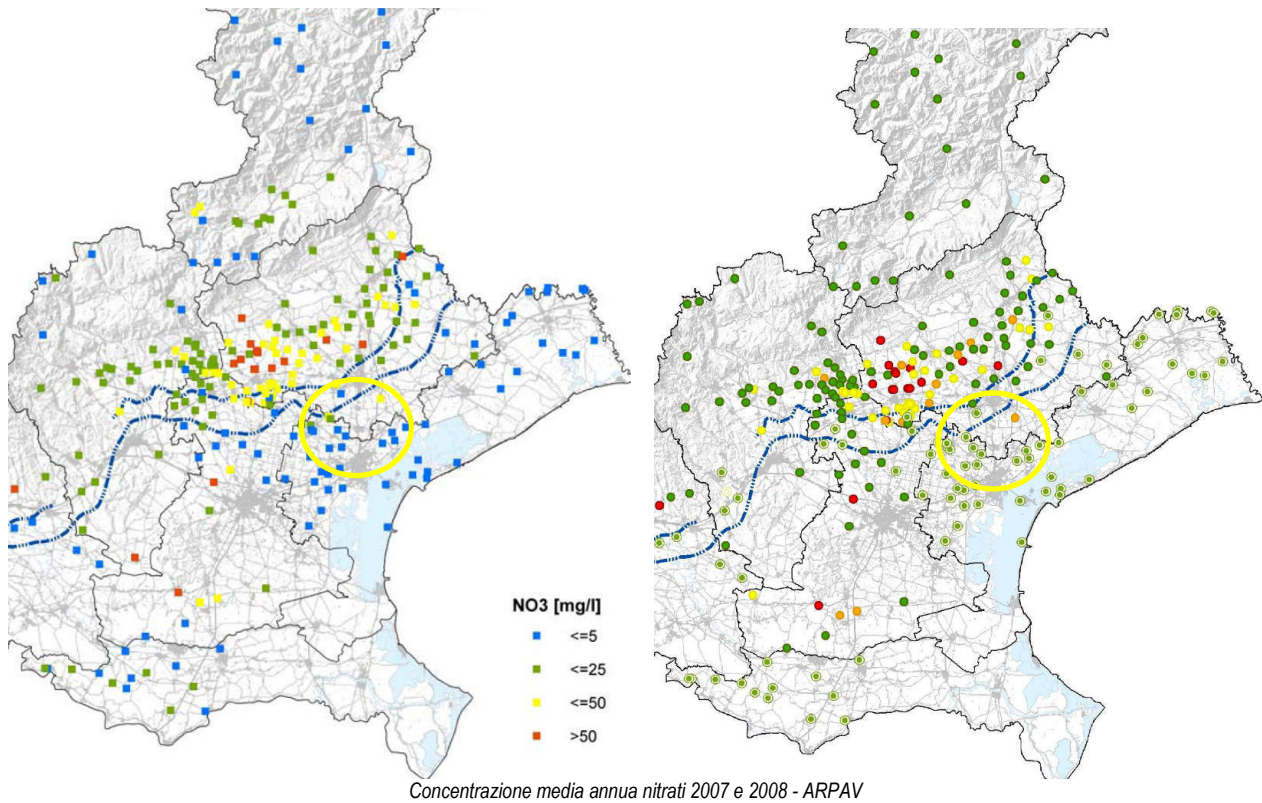 NO3 [mg/l]
<=5
<=25
<=50
>50
Concentrazione media annua nitrati 2007 e 2008 - ARPAV